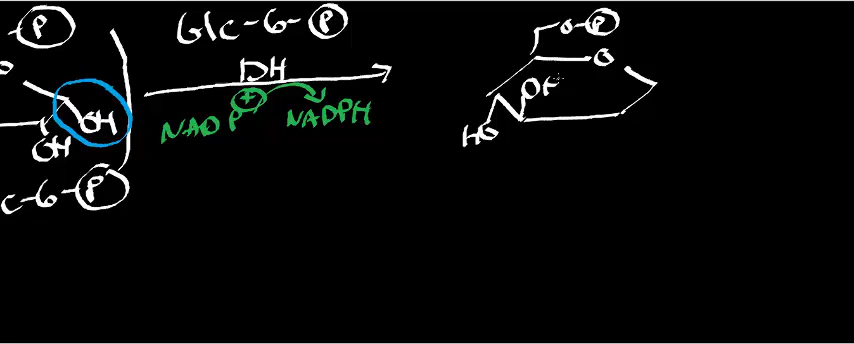 P Glc-6-P O-P
O DH O
OH
NADP+ NADPH
OH HO
OH
c-6-P